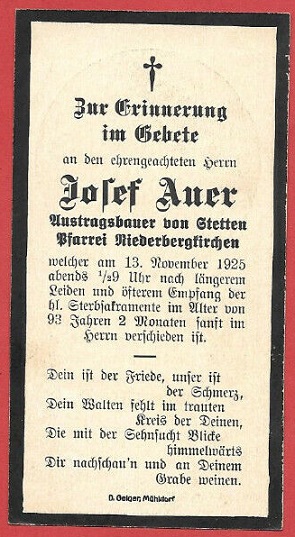 Zur Erinnerung
im Gebete
an den ehrengeachteten Herrn
Josef Auer
Austragsbauer von Stetten
Pfarrei Niederbergkirchen
welcher am 13. November 1925
abends ½9 Uhr nach längerem
Leiden und öfterem Empfang der
hl. Sterbsakramente im Alter von
93 Jahren 2 Monaten sanft im
Herrn verschieden ist.
Dein ist der Friede, unser ist
der Schmerz,
Dein Walten fehlt im trauten
Kreis der Deinen,
Die mit der Sehnsucht Blicke
himmelwärts
Dir nachschau'n und an Deinem
Grabe weinen.
D. Geiger, Mühldorf